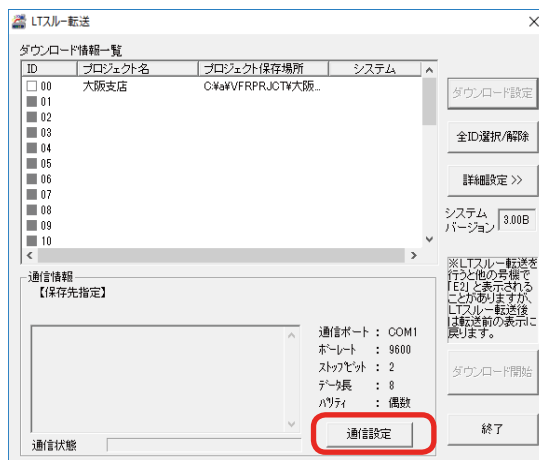 LTスルー転送
ダウンロード情報一覧
ID プロジェクト名 プロジェクト保存場所 システム
00 大阪支店 C:¥a¥VFRPRJCT¥大阪...
01
02
03
04
05
06
07
08
09
10
ダウンロード設定
全ID選択/解除
詳細設定 >>
システム
バージョン 3.00B
※LTスルー転送を
行うと他の号機で
「E2」と表示される
ことがありますが、
LTスルー転送後
は転送前の表示に
戻ります。
ダウンロード開始
終了
通信情報
【保存先指定】
通信ポート : COM1
ボーレート : 9600
ストップビット : 2
データ長 : 8
パリティ : 偶数
通信設定
通信状態